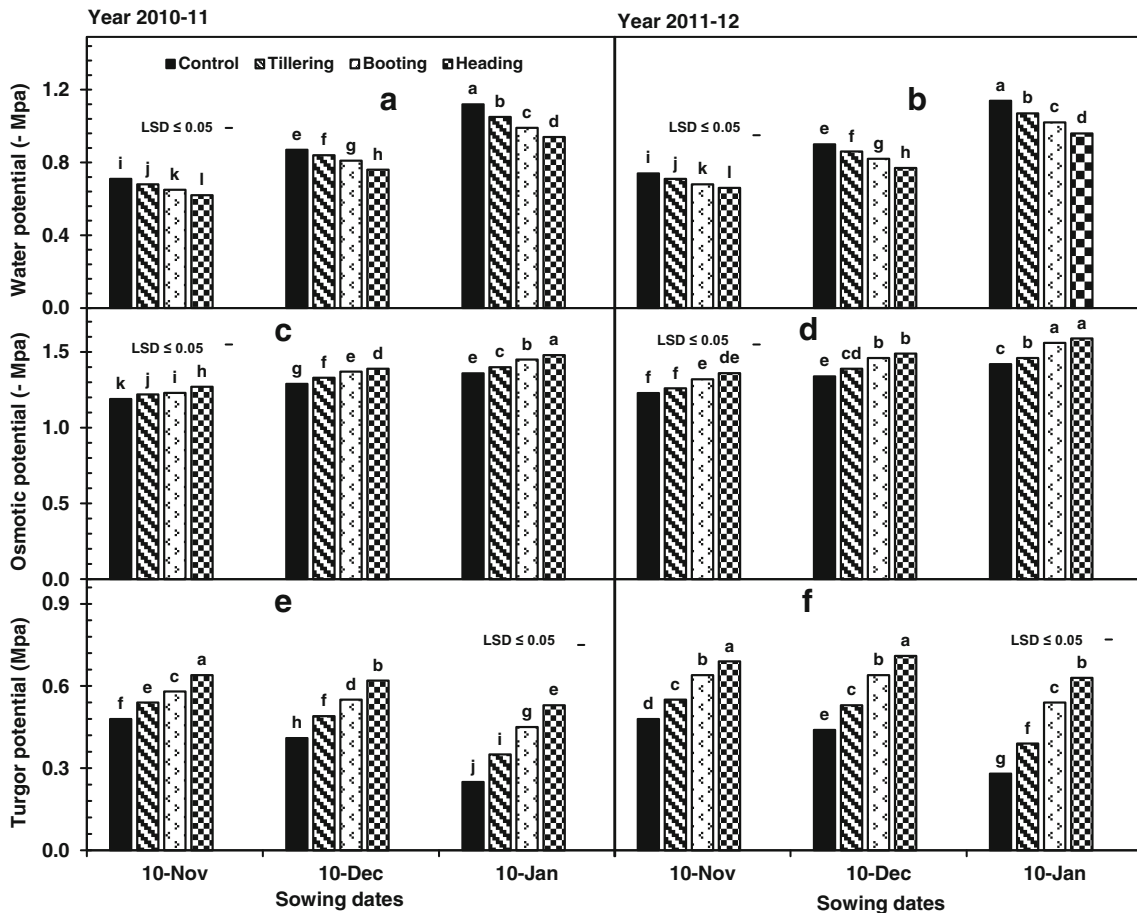 Year 2010-11
Year 2011-12
Water potential (- Mpa)
1.2
0.8
0.4
0.0
Control Tillering Booting Heading
a
LSD ≤ 0.05
i j k l
e f g h
a b c d
b
LSD ≤ 0.05
i j k l
e f g h
a b c d
Osmotic potential (- Mpa)
1.5
1.0
0.5
0.0
c
LSD ≤ 0.05
k j i h
g f e d
e c b a
d
LSD ≤ 0.05
f f e de
e cd b b
c b a a
Turgor potential (Mpa)
0.9
0.6
0.3
0.0
e
LSD ≤ 0.05
f e c a
h f d b
j i g e
f
LSD ≤ 0.05
d c b a
e c b a
g f c b
10-Nov 10-Dec 10-Jan 10-Nov 10-Dec 10-Jan
Sowing dates Sowing dates